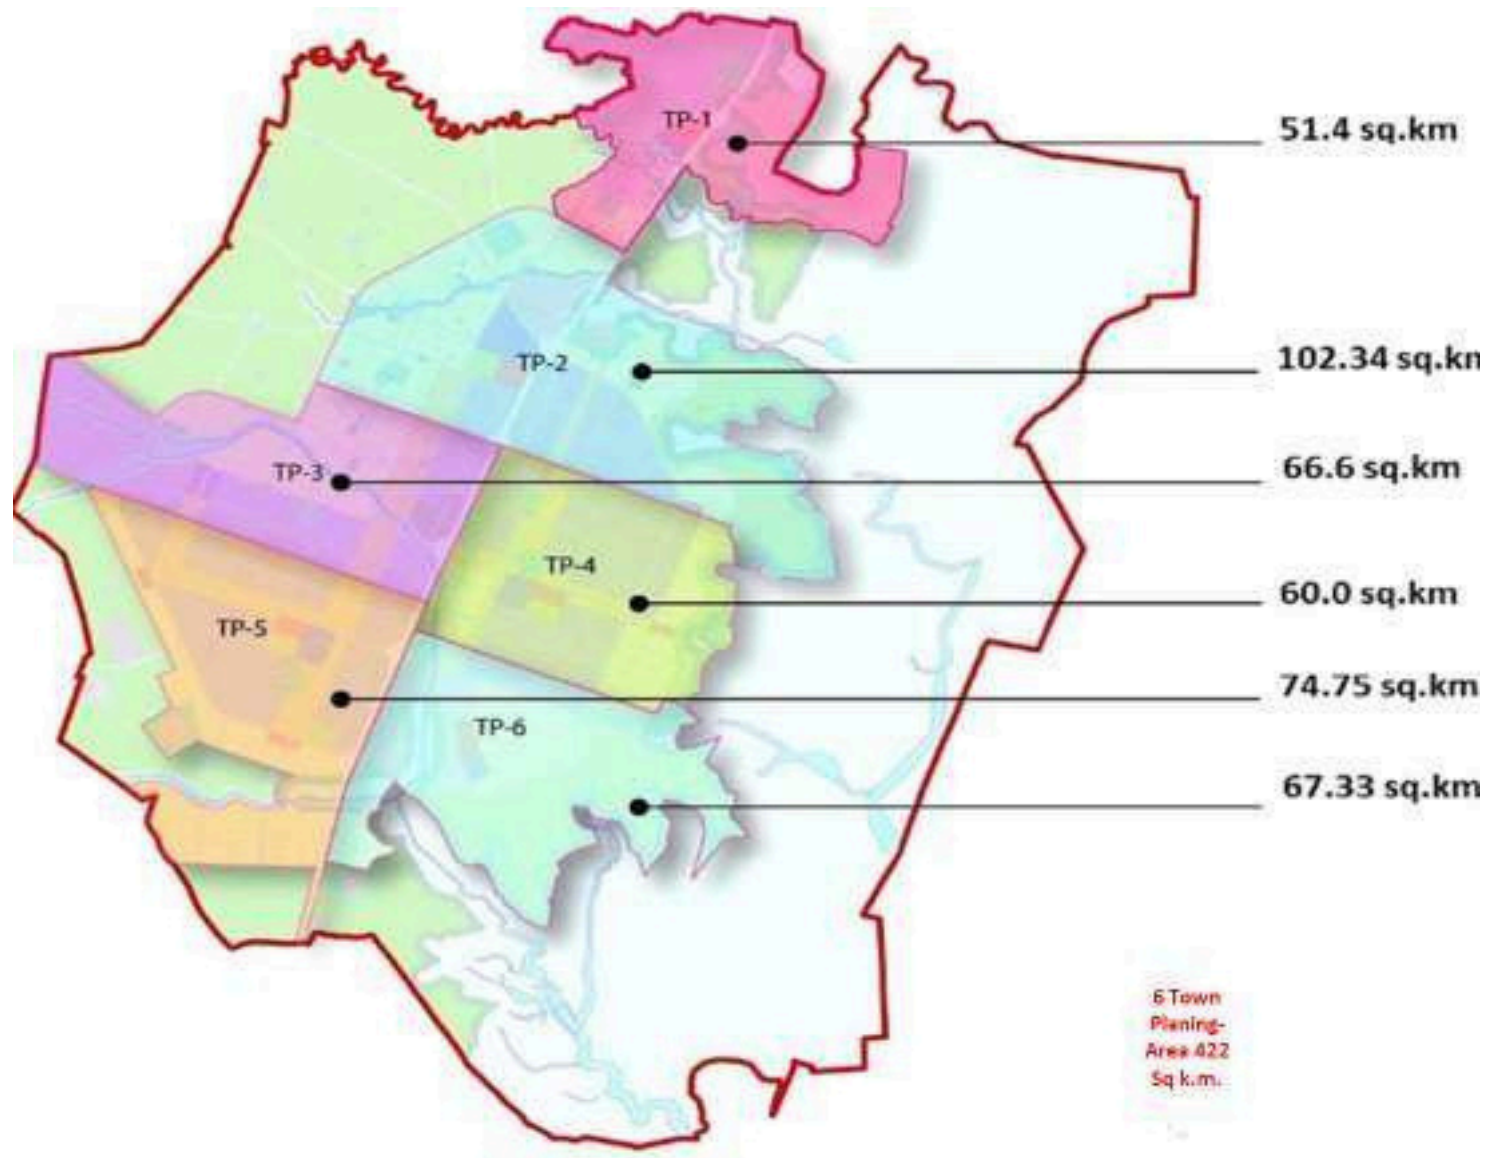 TP-1
51.4 sq.km
TP-2
102.34 sq.kn
TP-3
66.6 sq.km
TP-4
60.0 sq.km
TP-5
74.75 sq.km
TP-6
67.33 sq.km
6 Town
Planing-
Area 422
Sq k.m.